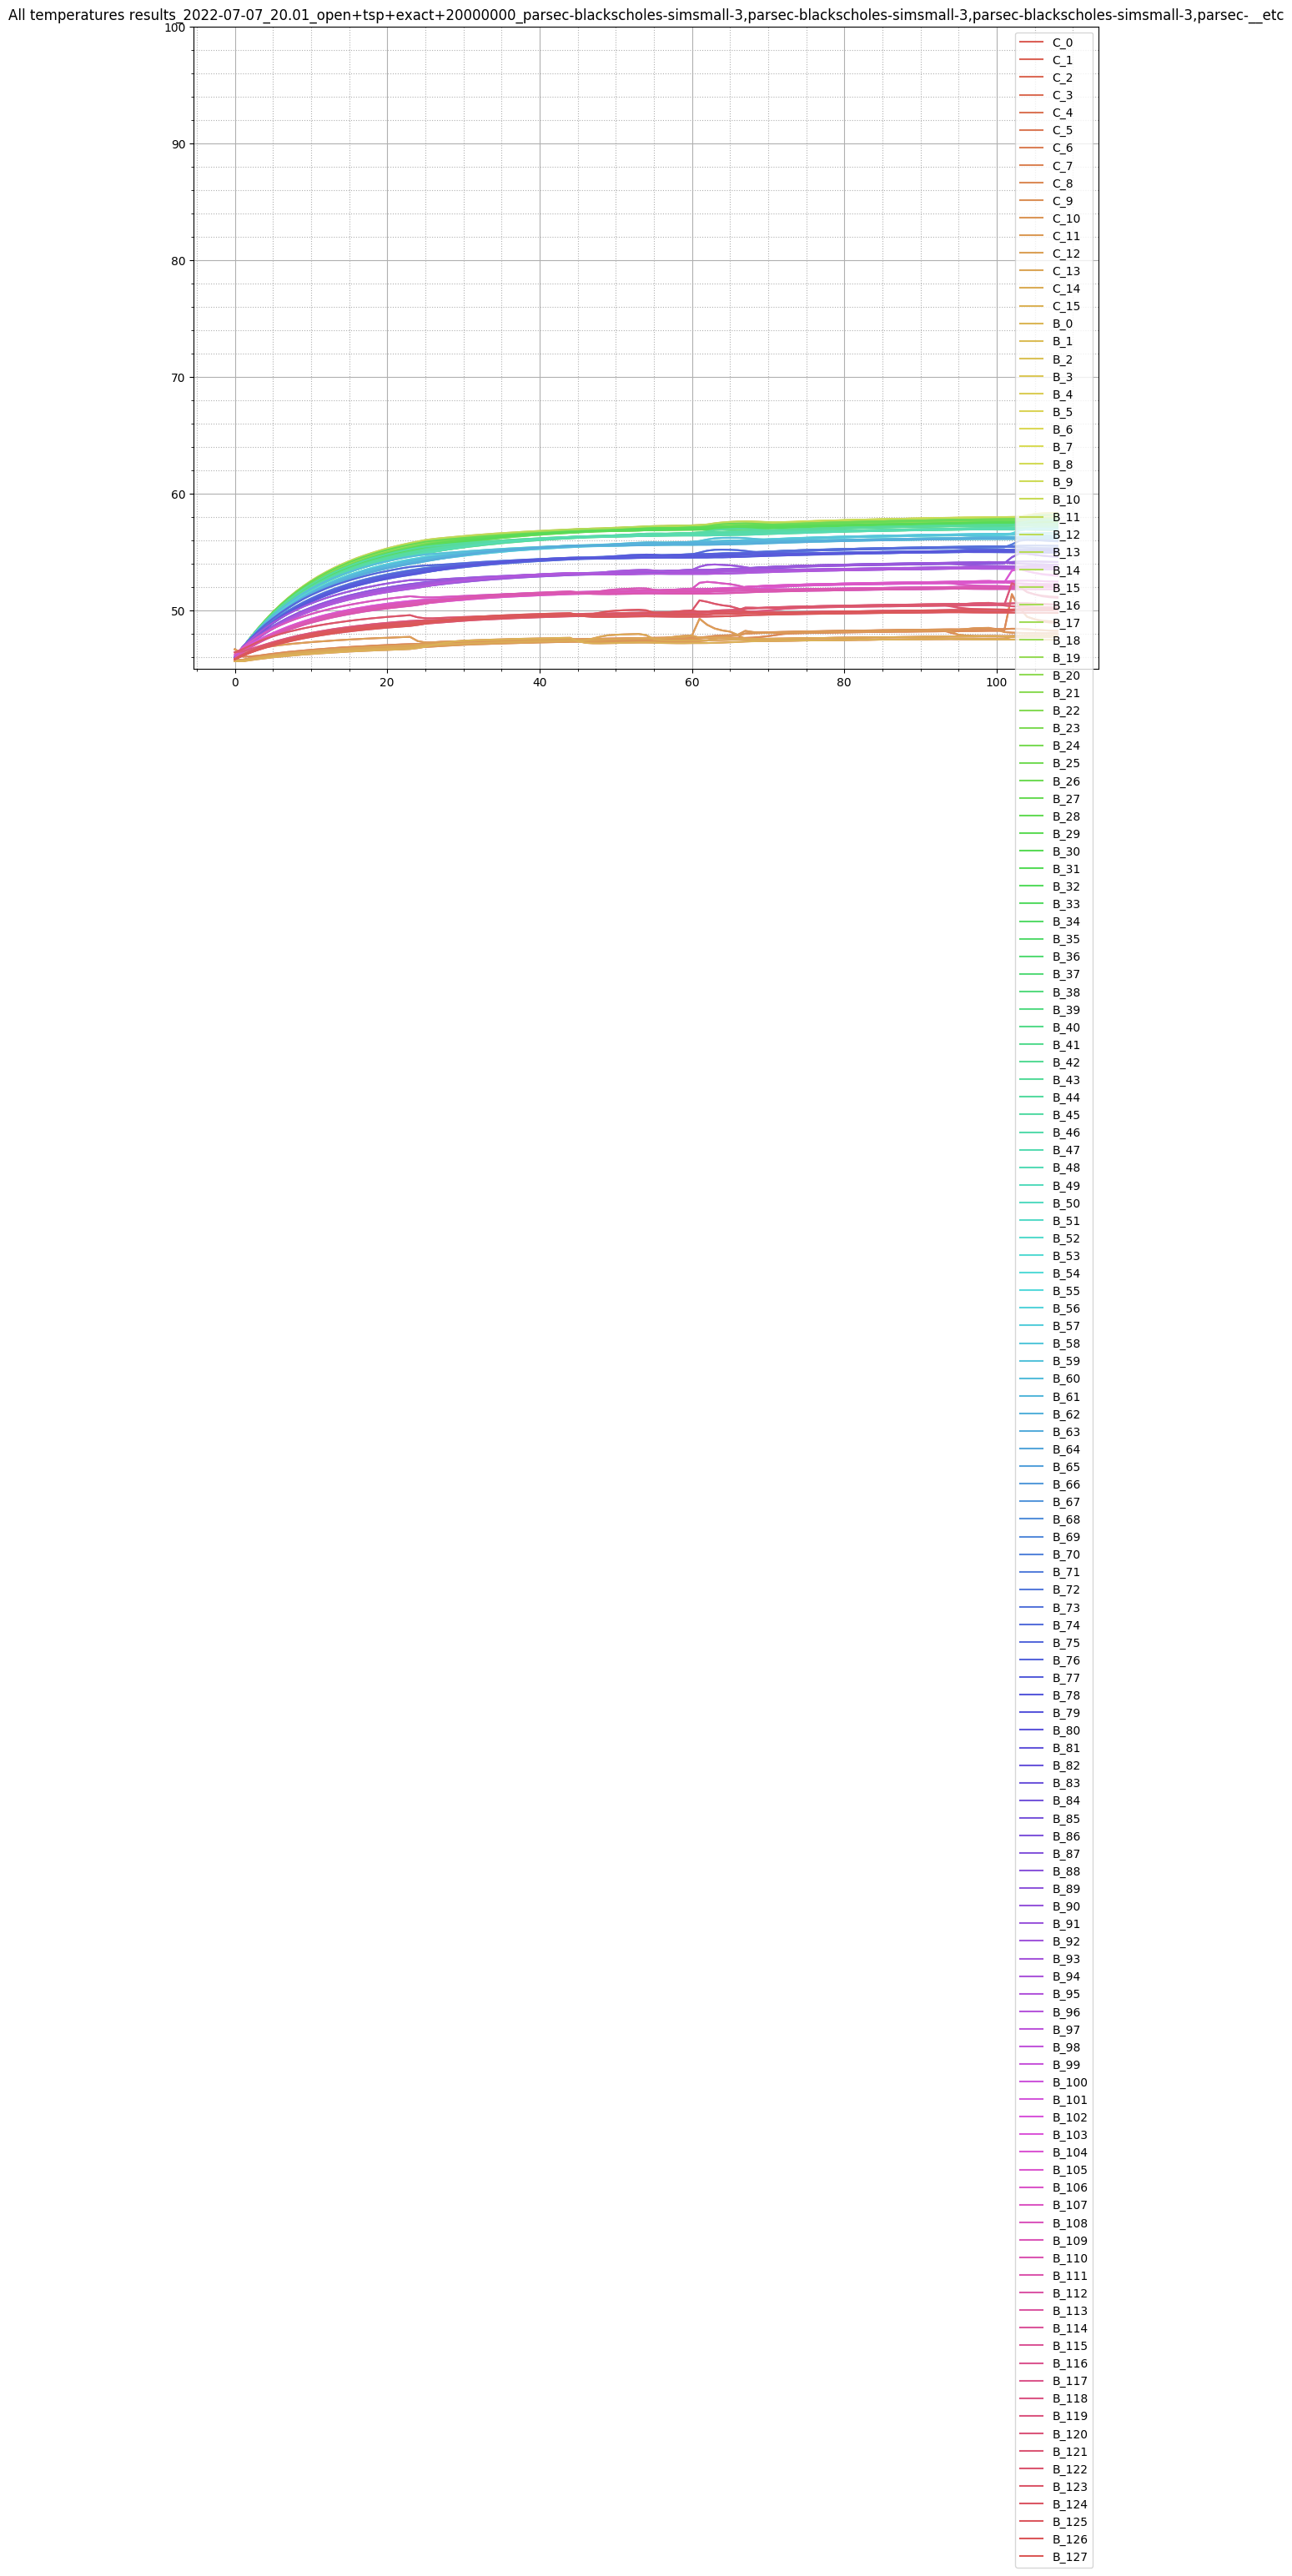 All temperatures results_2022-07-07_20.01_open+tsp+exact+20000000_parsec-blackscholes-simsmall-3,parsec-blackscholes-simsmall-3,parsec-blackscholes-simsmall-3,parsec-__etc
100
90
80
70
60
50
0 20 40 60 80 100
C_0
C_1
C_2
C_3
C_4
C_5
C_6
C_7
C_8
C_9
C_10
C_11
C_12
C_13
C_14
C_15
B_0
B_1
B_2
B_3
B_4
B_5
B_6
B_7
B_8
B_9
B_10
B_11
B_12
B_13
B_14
B_15
B_16
B_17
B_18
B_19
B_20
B_21
B_22
B_23
B_24
B_25
B_26
B_27
B_28
B_29
B_30
B_31
B_32
B_33
B_34
B_35
B_36
B_37
B_38
B_39
B_40
B_41
B_42
B_43
B_44
B_45
B_46
B_47
B_48
B_49
B_50
B_51
B_52
B_53
B_54
B_55
B_56
B_57
B_58
B_59
B_60
B_61
B_62
B_63
B_64
B_65
B_66
B_67
B_68
B_69
B_70
B_71
B_72
B_73
B_74
B_75
B_76
B_77
B_78
B_79
B_80
B_81
B_82
B_83
B_84
B_85
B_86
B_87
B_88
B_89
B_90
B_91
B_92
B_93
B_94
B_95
B_96
B_97
B_98
B_99
B_100
B_101
B_102
B_103
B_104
B_105
B_106
B_107
B_108
B_109
B_110
B_111
B_112
B_113
B_114
B_115
B_116
B_117
B_118
B_119
B_120
B_121
B_122
B_123
B_124
B_125
B_126
B_127